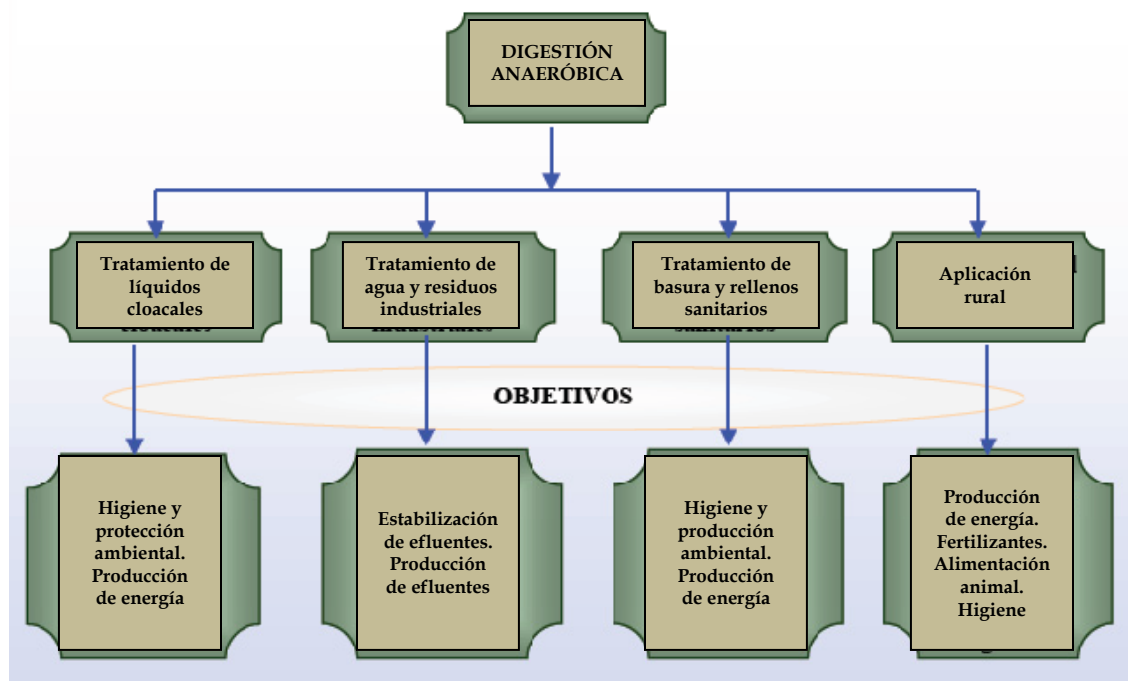 DIGESTIÓN
ANAERÓBICA
Tratamiento de
líquidos
cloacales
Tratamiento de
agua y residuos
industriales
Tratamiento de
basura y rellenos
sanitarios
Aplicación
rural
OBJETIVOS
Higiene y
protección
ambiental.
Producción
de energía
Estabilización
de efluentes.
Producción
de efluentes
Higiene y
producción
ambiental.
Producción
de energía
Producción
de energía.
Fertilizantes.
Alimentación
animal.
Higiene